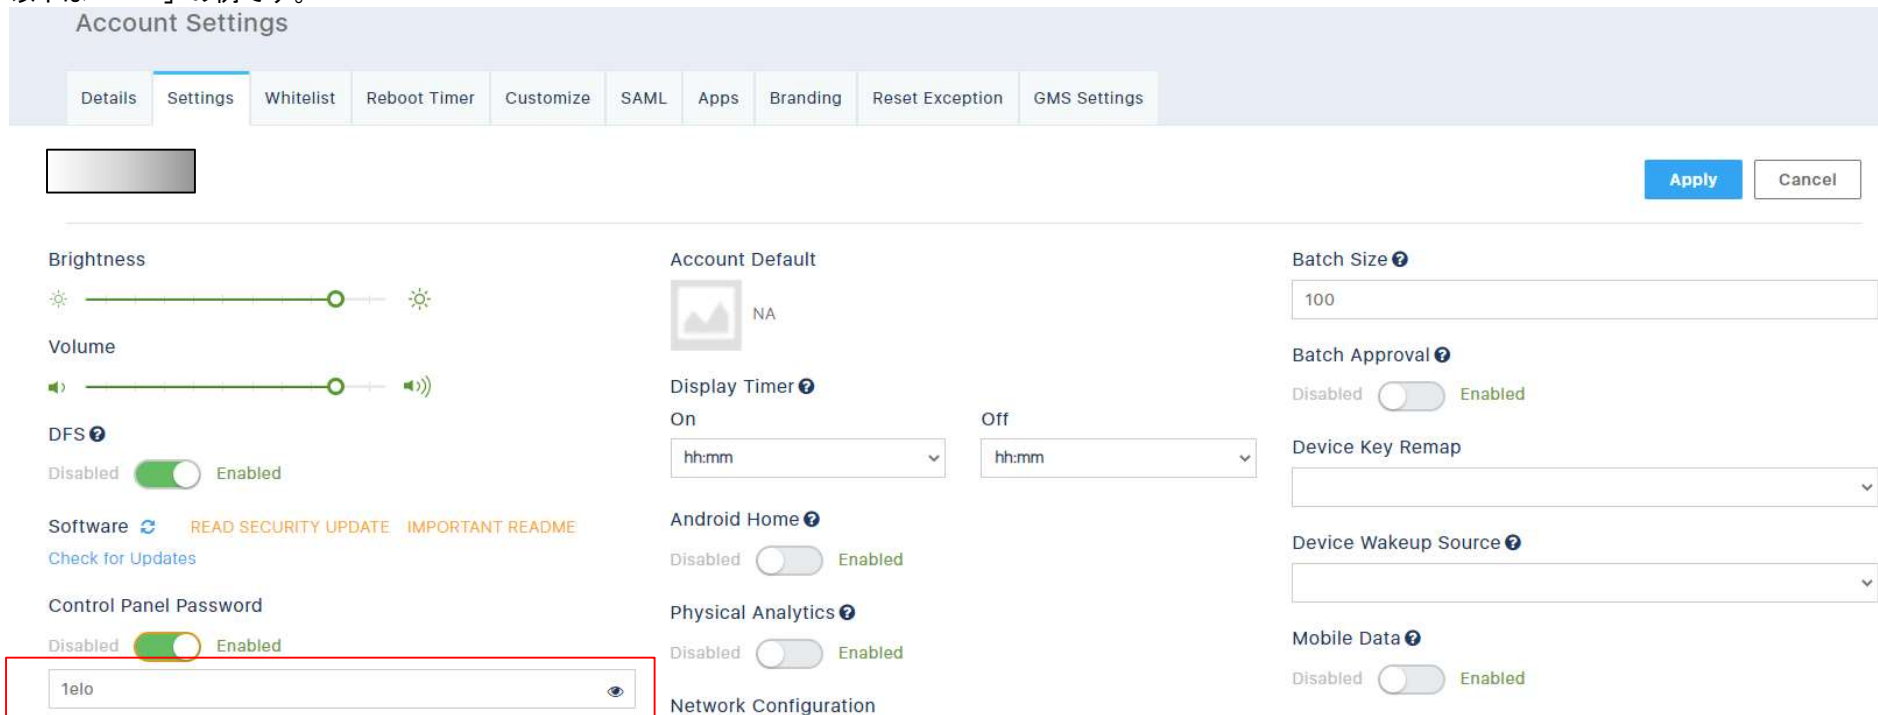 Account Settings
Details Settings Whitelist Reboot Timer Customize SAML Apps Branding Reset Exception GMS Settings
Apply Cancel
Brightness
Volume
DFS
Disabled Enabled
Software READ SECURITY UPDATE IMPORTANT README
Check for Updates
Control Panel Password
Disabled Enabled
1elo
Account Default
NA
Display Timer
On Off
hh:mm hh:mm
Android Home
Disabled Enabled
Physical Analytics
Disabled Enabled
Network Configuration
Batch Size
100
Batch Approval
Disabled Enabled
Device Key Remap
Device Wakeup Source
Mobile Data
Disabled Enabled